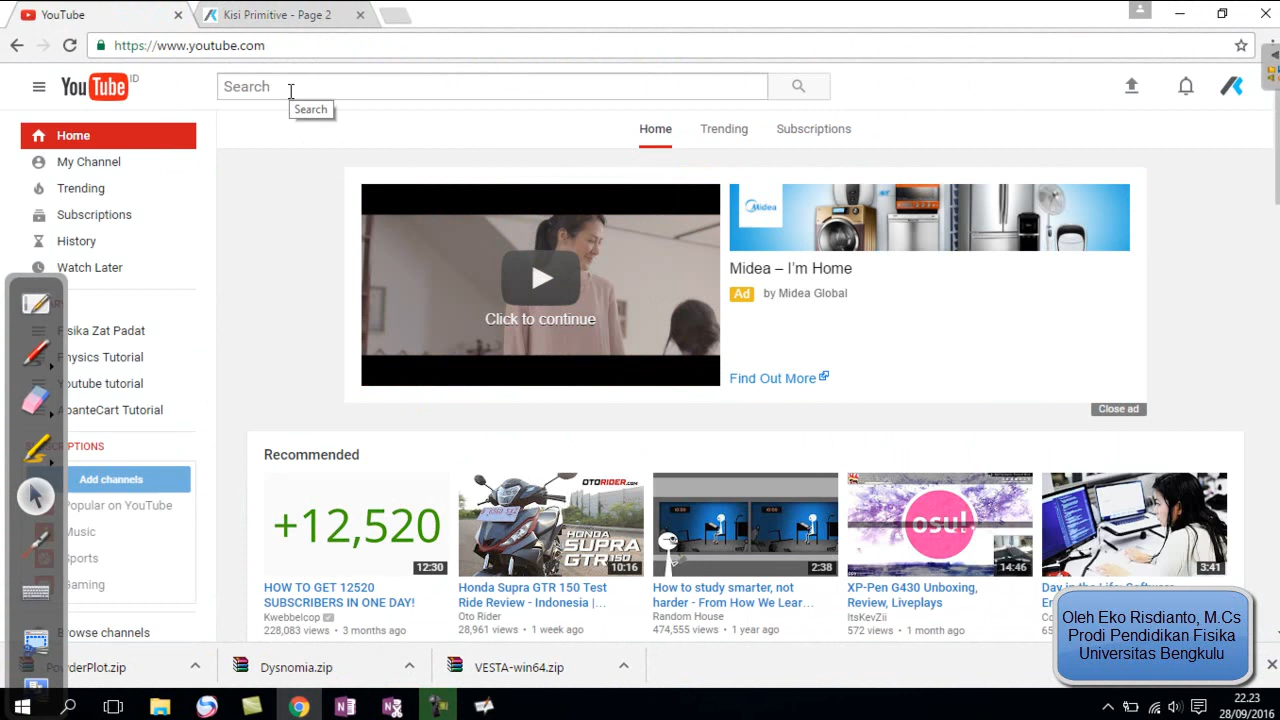 YouTube
Kisi Primitive - Page 2
https://www.youtube.com
YouTube ID
Search
Search
Home
Trending
Subscriptions
Home
My Channel
Trending
Subscriptions
History
Watch Later
Fisika Zat Padat
Physics Tutorial
Youtube tutorial
AbanteCart Tutorial
Add channels
Popular on YouTube
Music
Sports
Gaming
Browse channels
Click to continue
Midea
Midea – I'm Home
Ad by Midea Global
Find Out More
Close ad
Recommended
+12,520
12:30
HOW TO GET 12520
SUBSCRIBERS IN ONE DAY!
Kwebbelcop
228,083 views • 3 months ago
OTORIDER.COM
HONDA
SUPRA
GTR150
10:16
Honda Supra GTR 150 Test
Ride Review - Indonesia |...
Oto Rider
28,961 views • 1 week ago
2:38
How to study smarter, not
harder - From How We Lear...
Random House
474,555 views • 1 year ago
osu!
14:46
XP-Pen G430 Unboxing,
Review, Liveplays
ItsKevZii
572 views • 1 month ago
3:41
Oleh Eko Risdianto, M.Cs
Prodi Pendidikan Fisika
Universitas Bengkulu
PowderPlot.zip
Dysnomia.zip
VESTA-win64.zip
22.23
28/09/2016